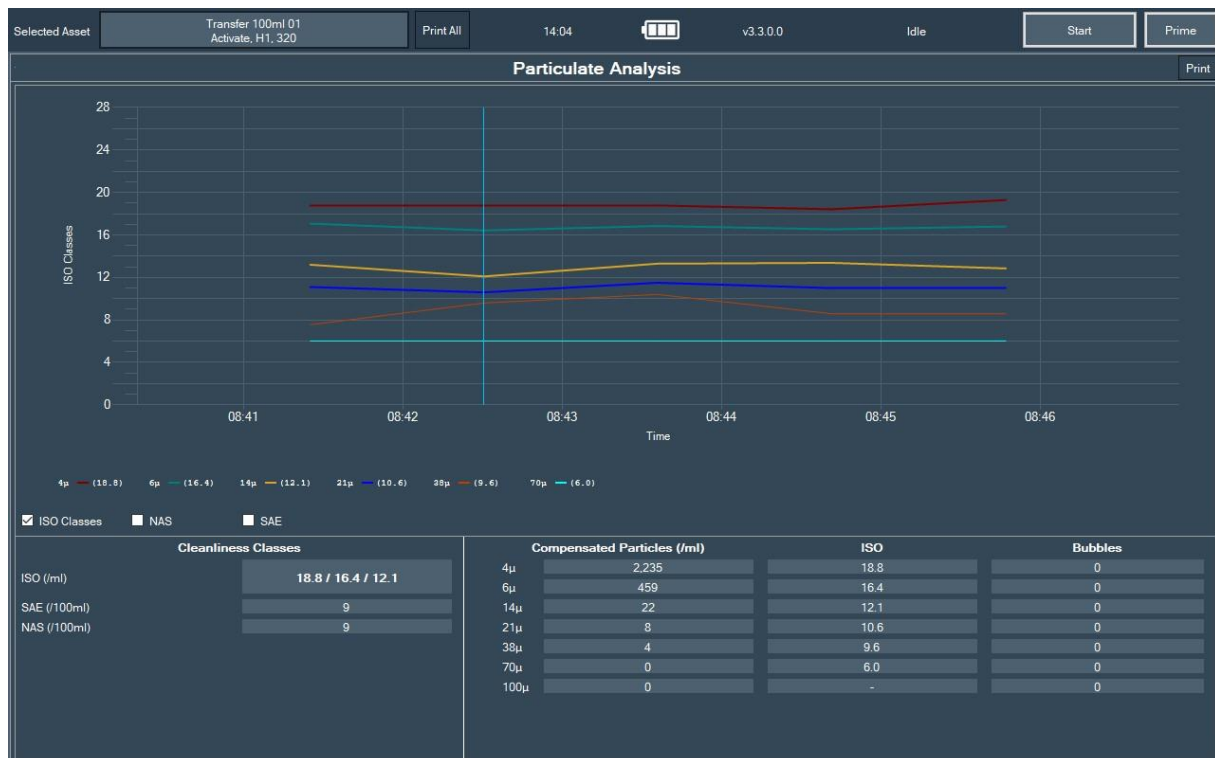 Selected Asset
Transfer 100ml 01
Activate, H1, 320
Print All
14:04
v3.3.0.0
Idle
Start
Prime
Particulate Analysis
Print
28
24
20
16
12
8
4
0
ISO Classes
08:41 08:42 08:43 08:44 08:45 08:46
Time
4µ (18.8) 6µ (16.4) 14µ (12.1) 21µ (10.6) 38µ (9.6) 70µ (6.0)
ISO Classes NAS SAE
Cleanliness Classes
ISO (/ml) 18.8 / 16.4 / 12.1
SAE (/100ml) 9
NAS (/100ml) 9
Compensated Particles (/ml) ISO Bubbles
4µ 2,235 18.8 0
6µ 459 16.4 0
14µ 22 12.1 0
21µ 8 10.6 0
38µ 4 9.6 0
70µ 0 6.0 0
100µ 0 - 0